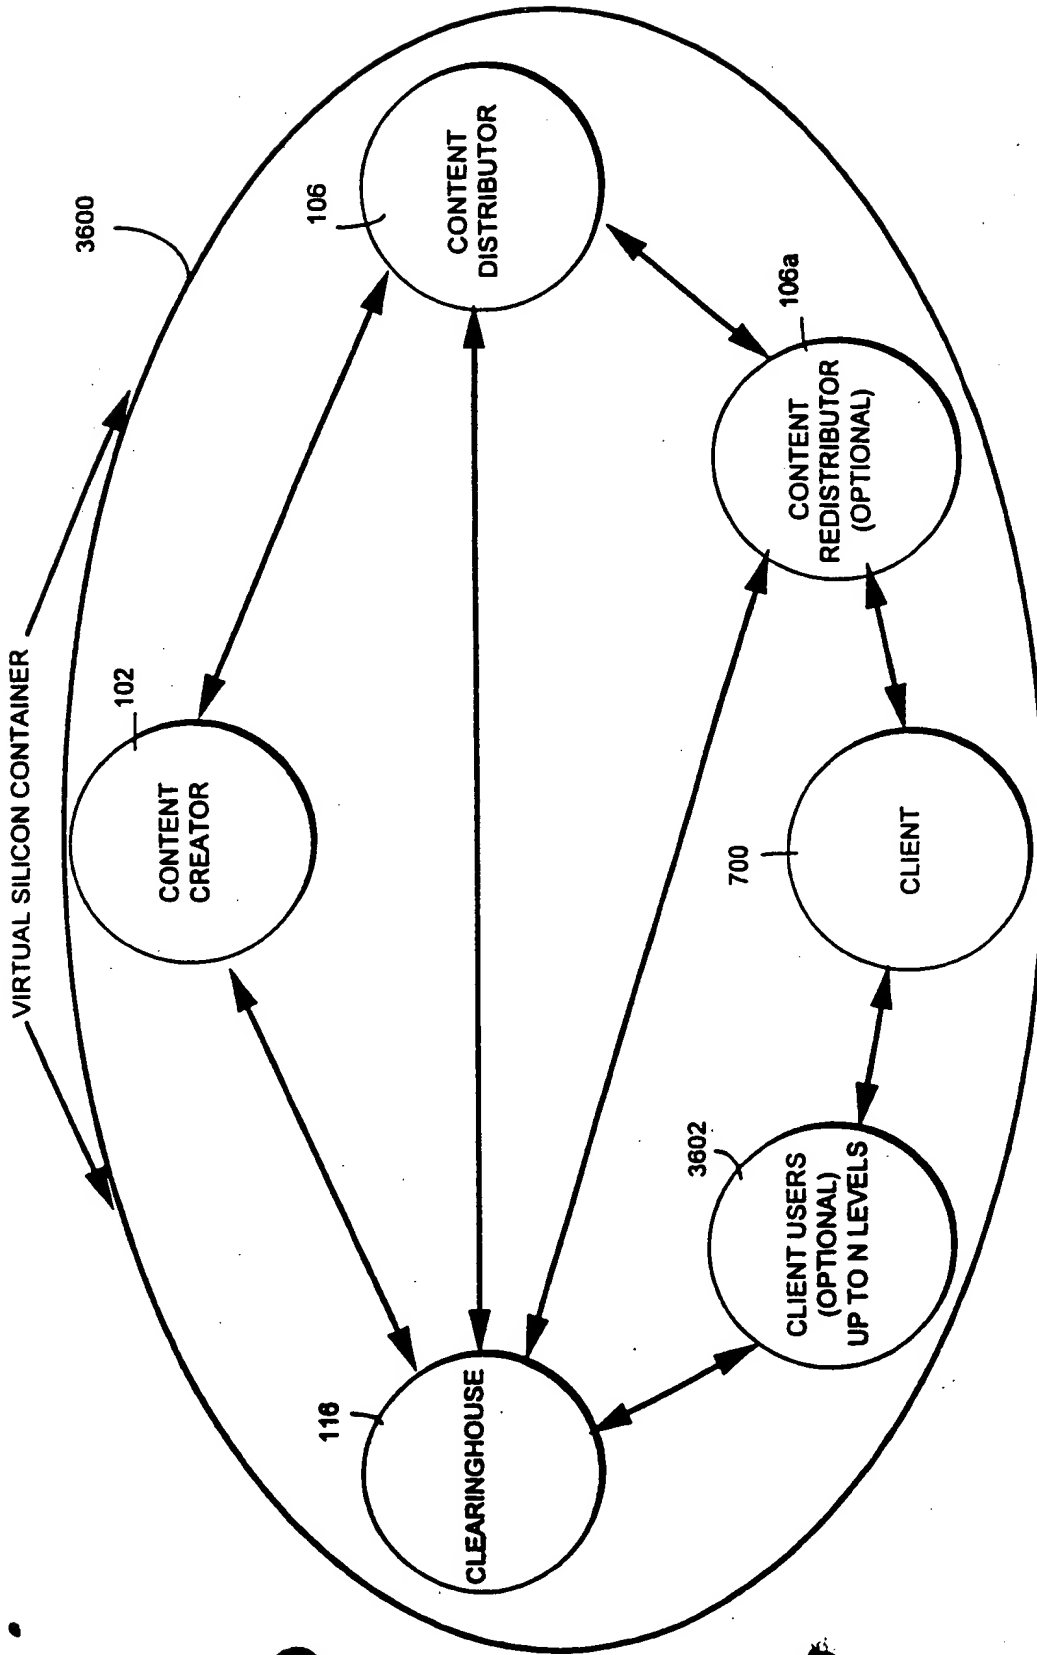 VIRTUAL SILICON CONTAINER
3600
102
CONTENT
CREATOR
106
CONTENT
DISTRIBUTOR
116
CLEARINGHOUSE
106a
CONTENT
REDISTRIBUTOR
(OPTIONAL)
3602
CLIENT USERS
(OPTIONAL)
UP TO N LEVELS
700
CLIENT